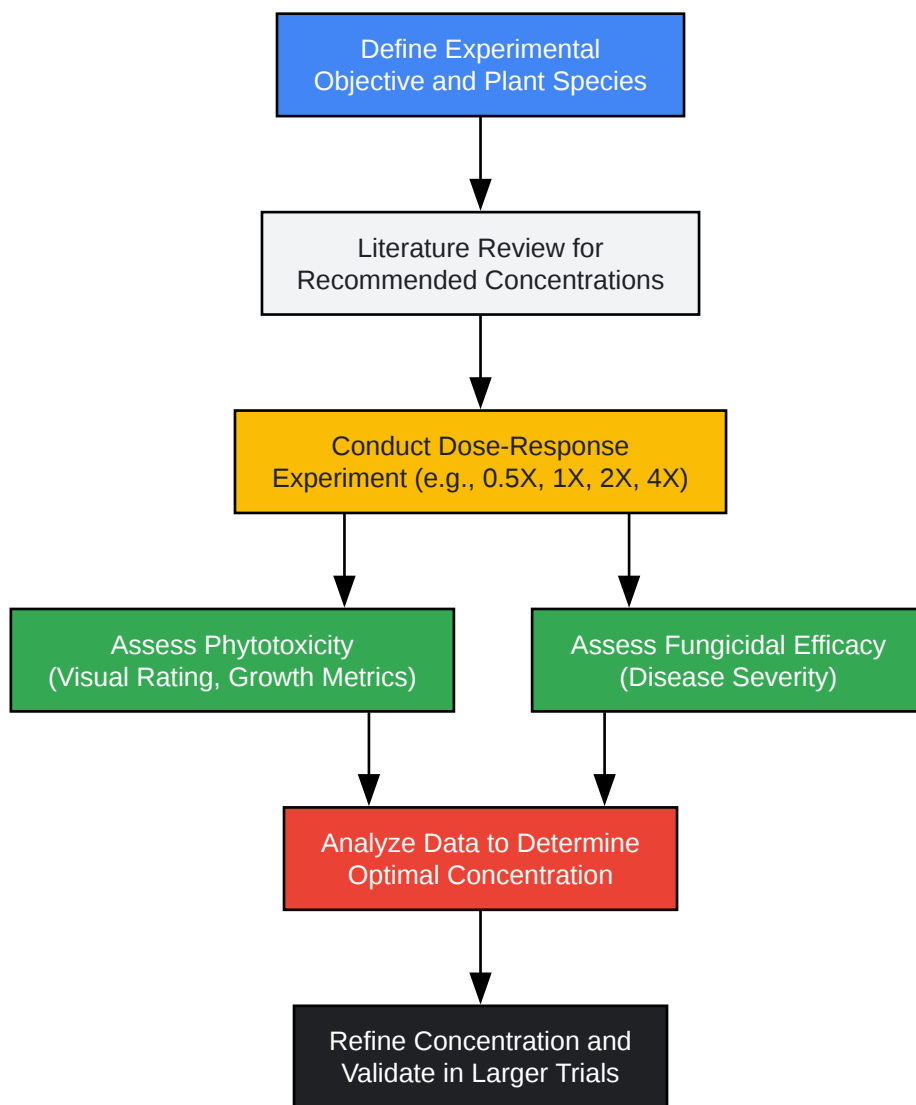 Define Experimental
Objective and Plant Species
Literature Review for
Recommended Concentrations
Conduct Dose-Response
Experiment (e.g., 0.5X, 1X, 2X, 4X)
Assess Phytotoxicity
(Visual Rating, Growth Metrics)
Assess Fungicidal Efficacy
(Disease Severity)
Analyze Data to Determine
Optimal Concentration
Refine Concentration and
Validate in Larger Trials